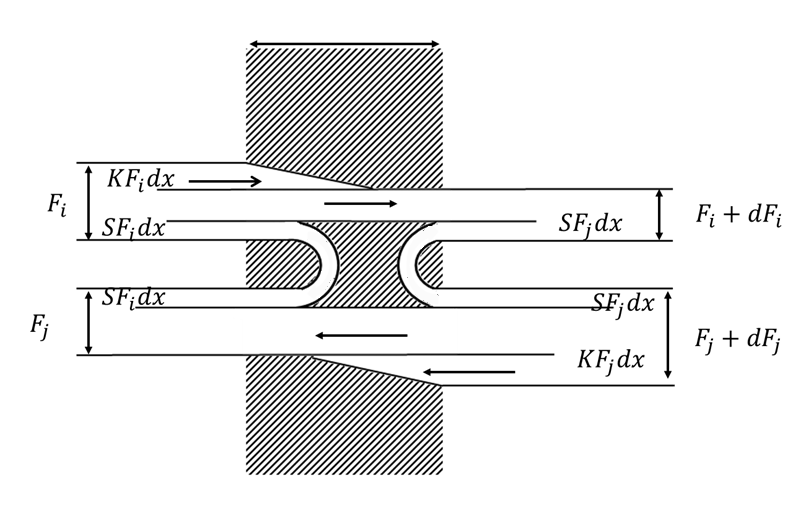 KF_i dx
F_i
SF_i dx
SF_j dx
F_i + dF_i
SF_i dx
SF_j dx
F_j
F_j + dF_j
KF_j dx